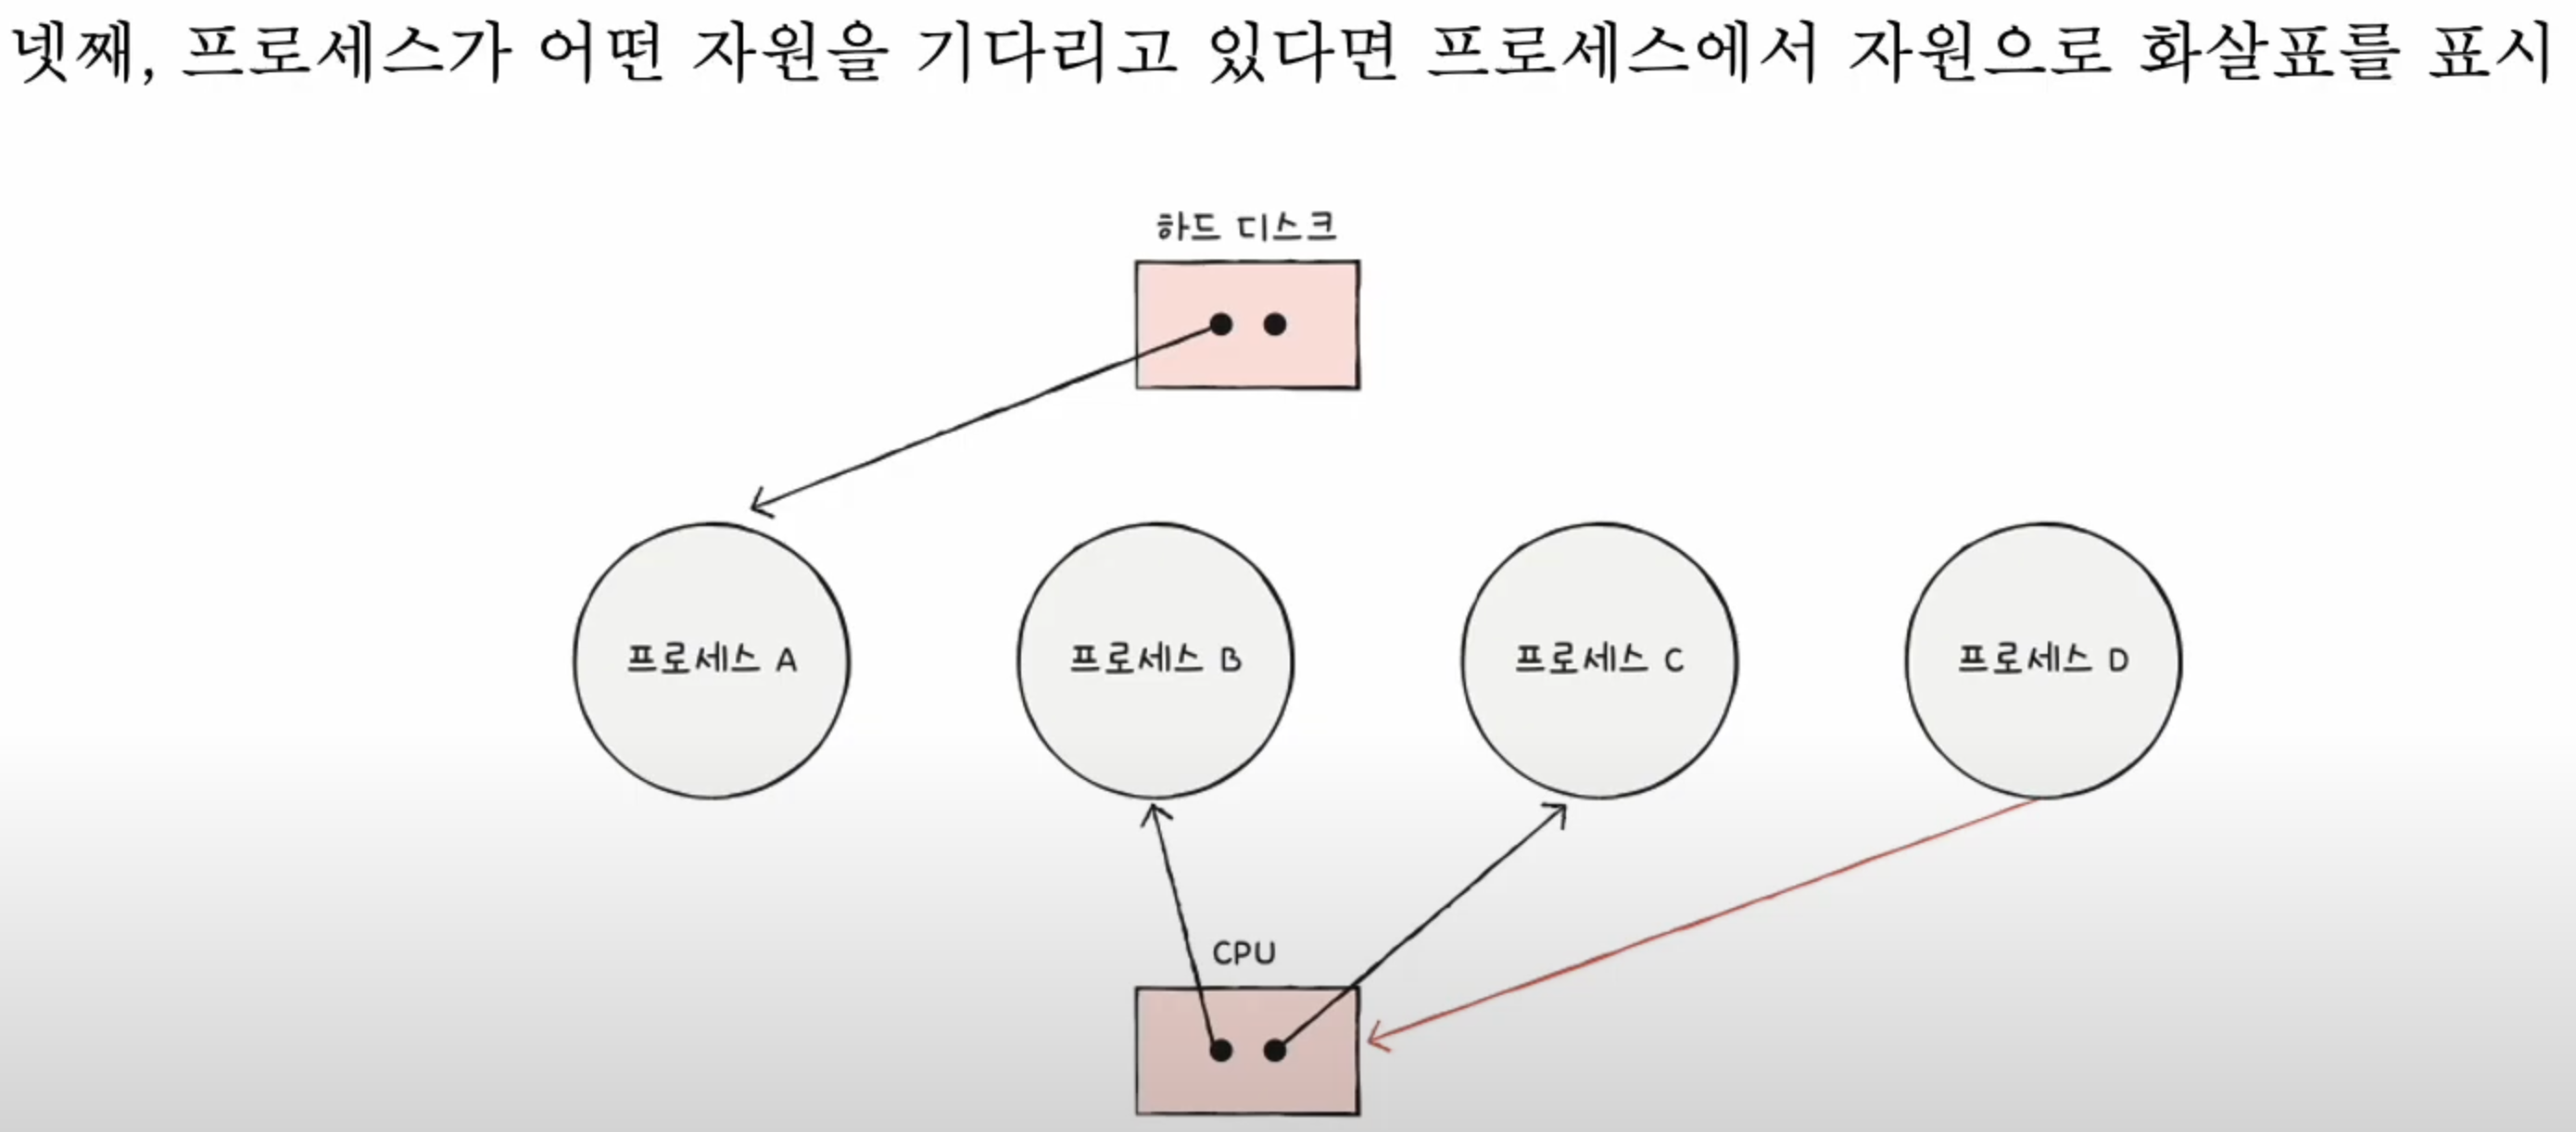 넷째, 프로세스가 어떤 자원을 기다리고 있다면 프로세스에서 자원으로 화살표를 표시
하드 디스크
프로세스 A
프로세스 B
프로세스 C
프로세스 D
CPU